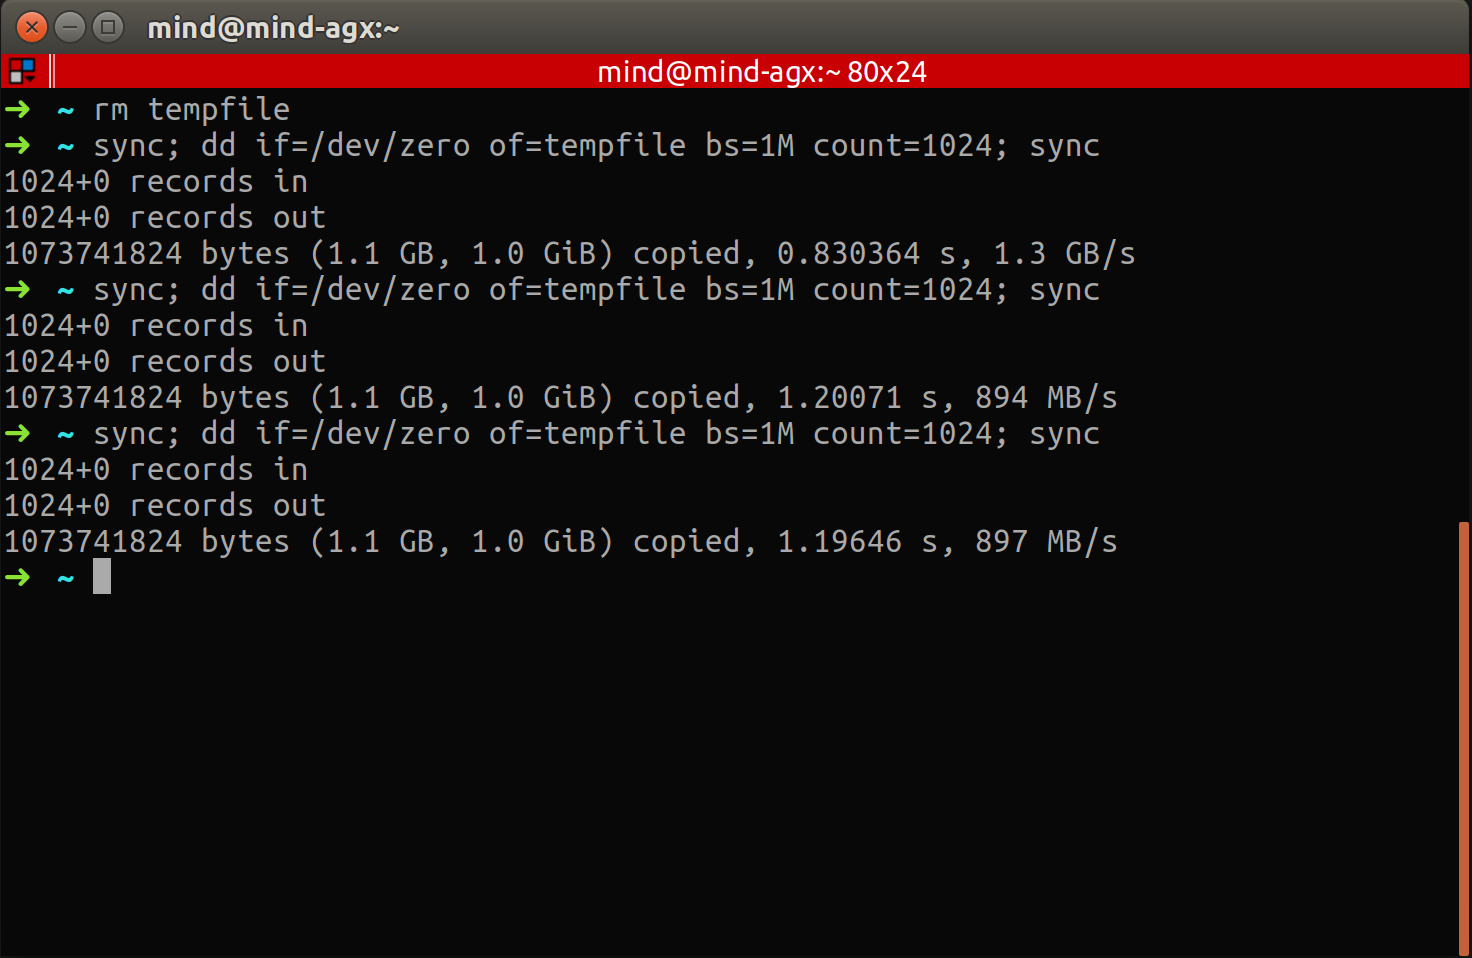 mind@mind-agx:~
mind@mind-agx:~ 80x24
➜ ~ rm tempfile
➜ ~ sync; dd if=/dev/zero of=tempfile bs=1M count=1024; sync
1024+0 records in
1024+0 records out
1073741824 bytes (1.1 GB, 1.0 GiB) copied, 0.830364 s, 1.3 GB/s
➜ ~ sync; dd if=/dev/zero of=tempfile bs=1M count=1024; sync
1024+0 records in
1024+0 records out
1073741824 bytes (1.1 GB, 1.0 GiB) copied, 1.20071 s, 894 MB/s
➜ ~ sync; dd if=/dev/zero of=tempfile bs=1M count=1024; sync
1024+0 records in
1024+0 records out
1073741824 bytes (1.1 GB, 1.0 GiB) copied, 1.19646 s, 897 MB/s
➜ ~